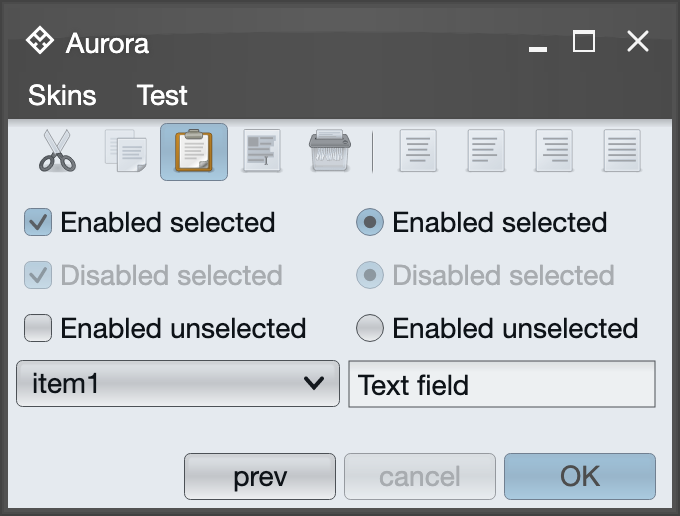 Aurora
Skins Test
Enabled selected Enabled selected
Disabled selected Disabled selected
Enabled unselected Enabled unselected
item1 Text field
prev cancel OK